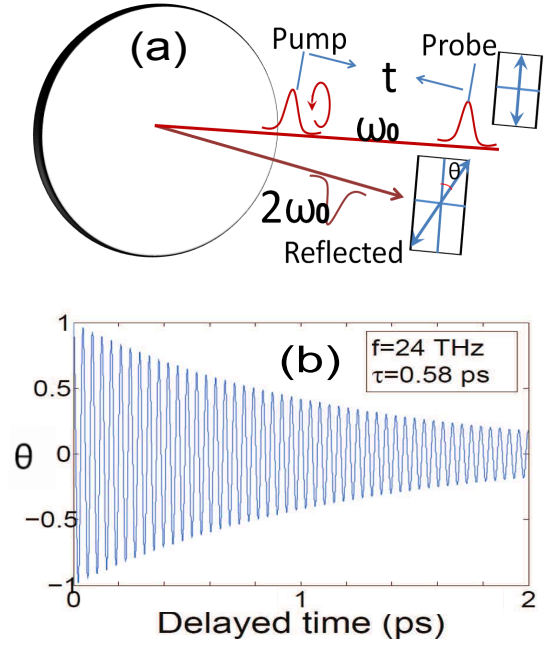 (a)
Pump
Probe
t
θ
ω₀
2ω₀
Reflected
(b)
f=24 THz
τ=0.58 ps
1
0.5
0
−0.5
−1
θ
0
1
2
Delayed time (ps)